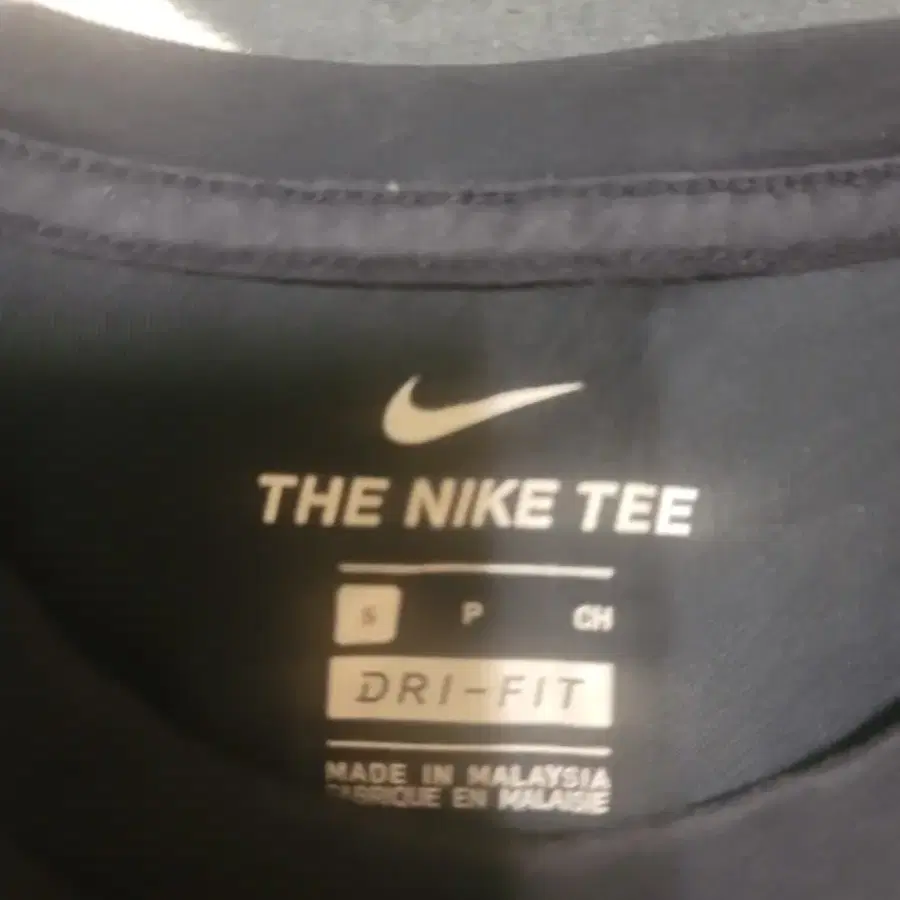 THE NIKE TEE
S P CH
DRI-FIT
MADE IN MALAYSIA
FABRIQUE EN MALAISIE